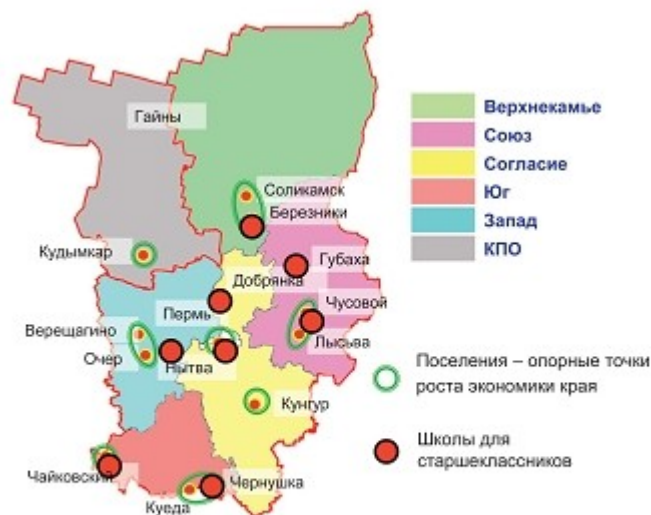 Гайны
Соликамск
Березники
Кудымкар
Добрянка
Губаха
Пермь
Чусовой
Верещагино
Лысьва
Очер
Нытва
Кунгур
Чайковский
Чернушка
Куеда
Верхнекамье
Союз
Согласие
Юг
Запад
КПО
Поселения – опорные точки
роста экономики края
Школы для
старшеклассников